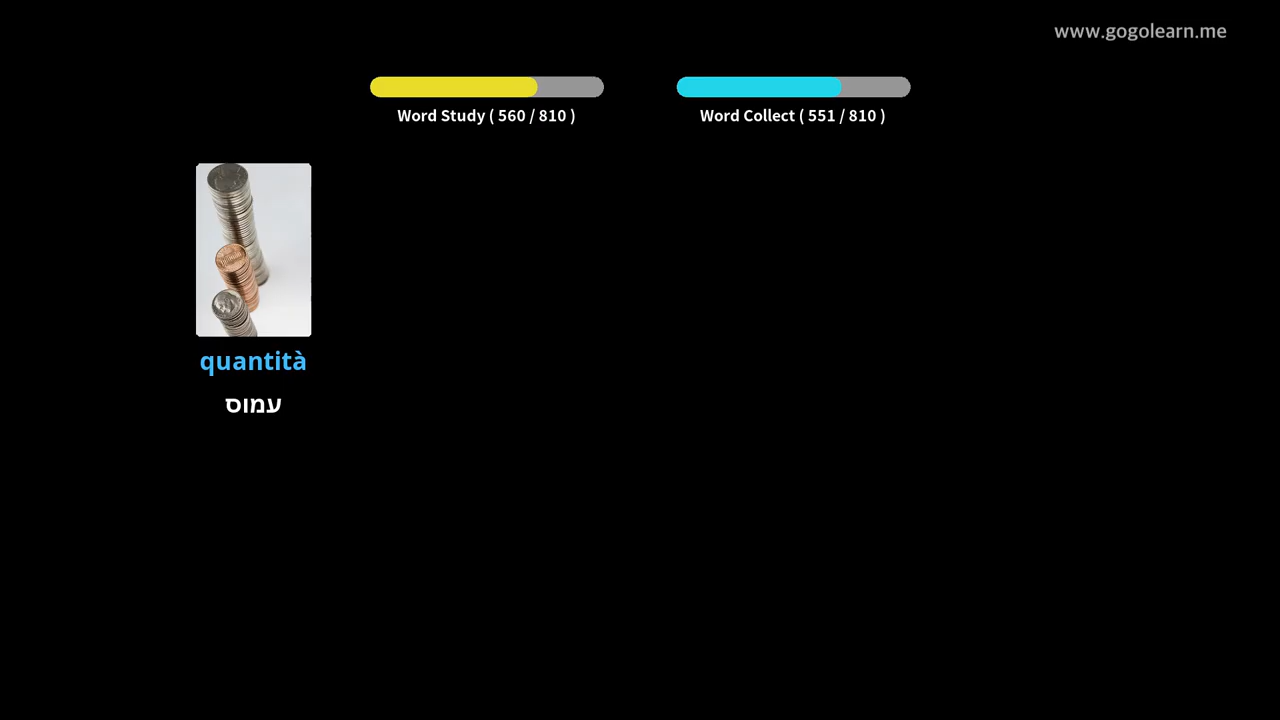 www.gogolearn.me
Word Study ( 560 / 810 )
Word Collect ( 551 / 810 )
quantità
עמוס